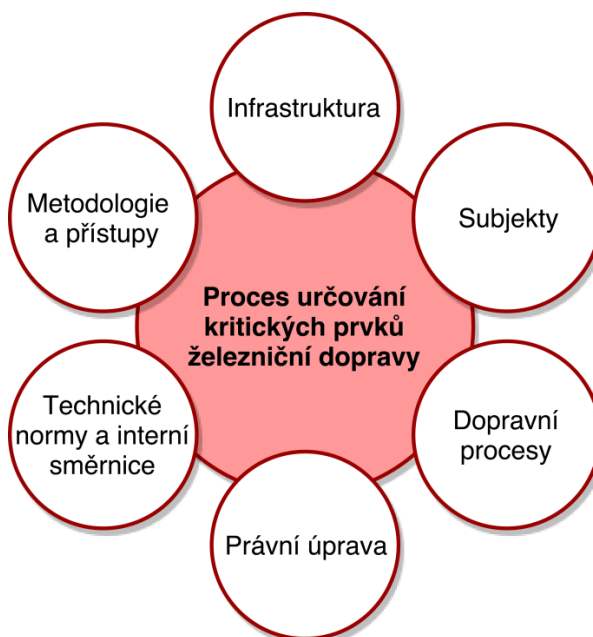 Infrastruktura
Metodologie
a přístupy
Subjekty
Proces určování
kritických prvků
železniční dopravy
Technické
normy a interní
směrnice
Dopravní
procesy
Právní úprava